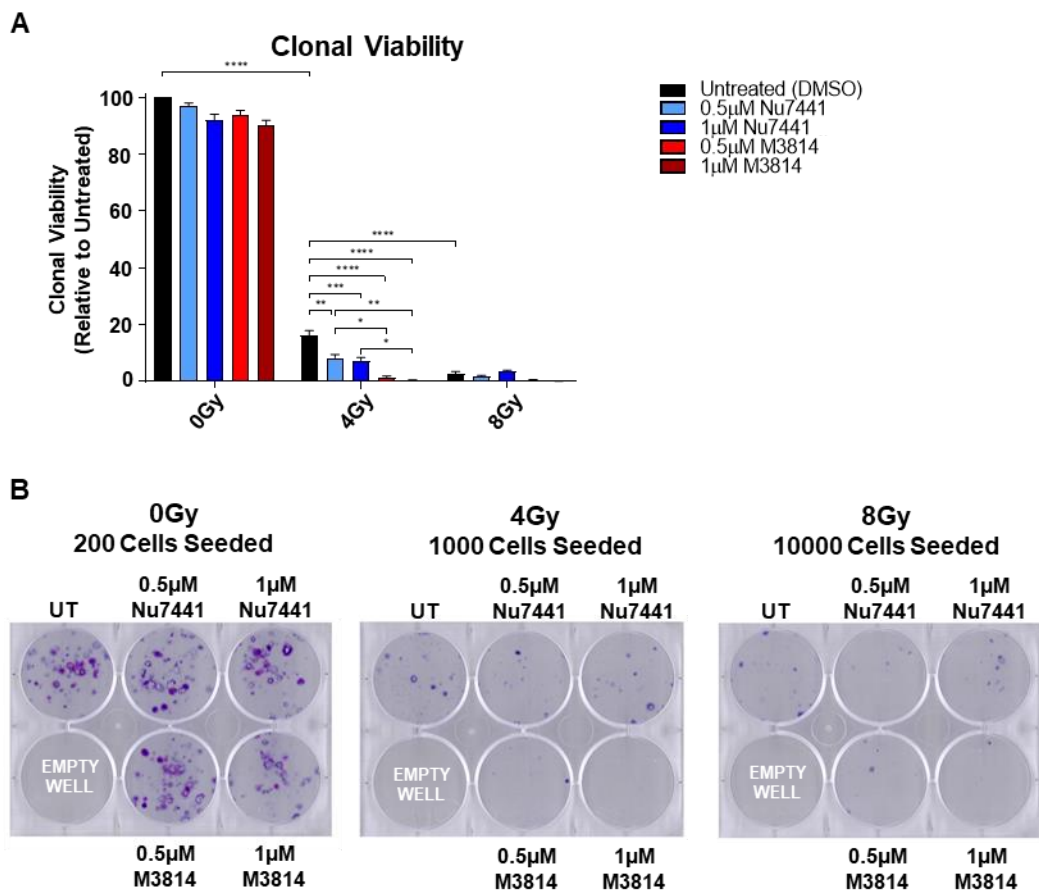 A
Clonal Viability
****
Untreated (DMSO)
0.5µM Nu7441
1µM Nu7441
0.5µM M3814
1µM M3814
Clonal Viability
(Relative to Untreated)
100
80
60
40
20
0
****
****
****
***
** **
*
*
0Gy
4Gy
8Gy
B
0Gy
200 Cells Seeded
UT
0.5µM
Nu7441
1µM
Nu7441
EMPTY
WELL
0.5µM
M3814
1µM
M3814
4Gy
1000 Cells Seeded
UT
0.5µM
Nu7441
1µM
Nu7441
EMPTY
WELL
0.5µM
M3814
1µM
M3814
8Gy
10000 Cells Seeded
UT
0.5µM
Nu7441
1µM
Nu7441
EMPTY
WELL
0.5µM
M3814
1µM
M3814